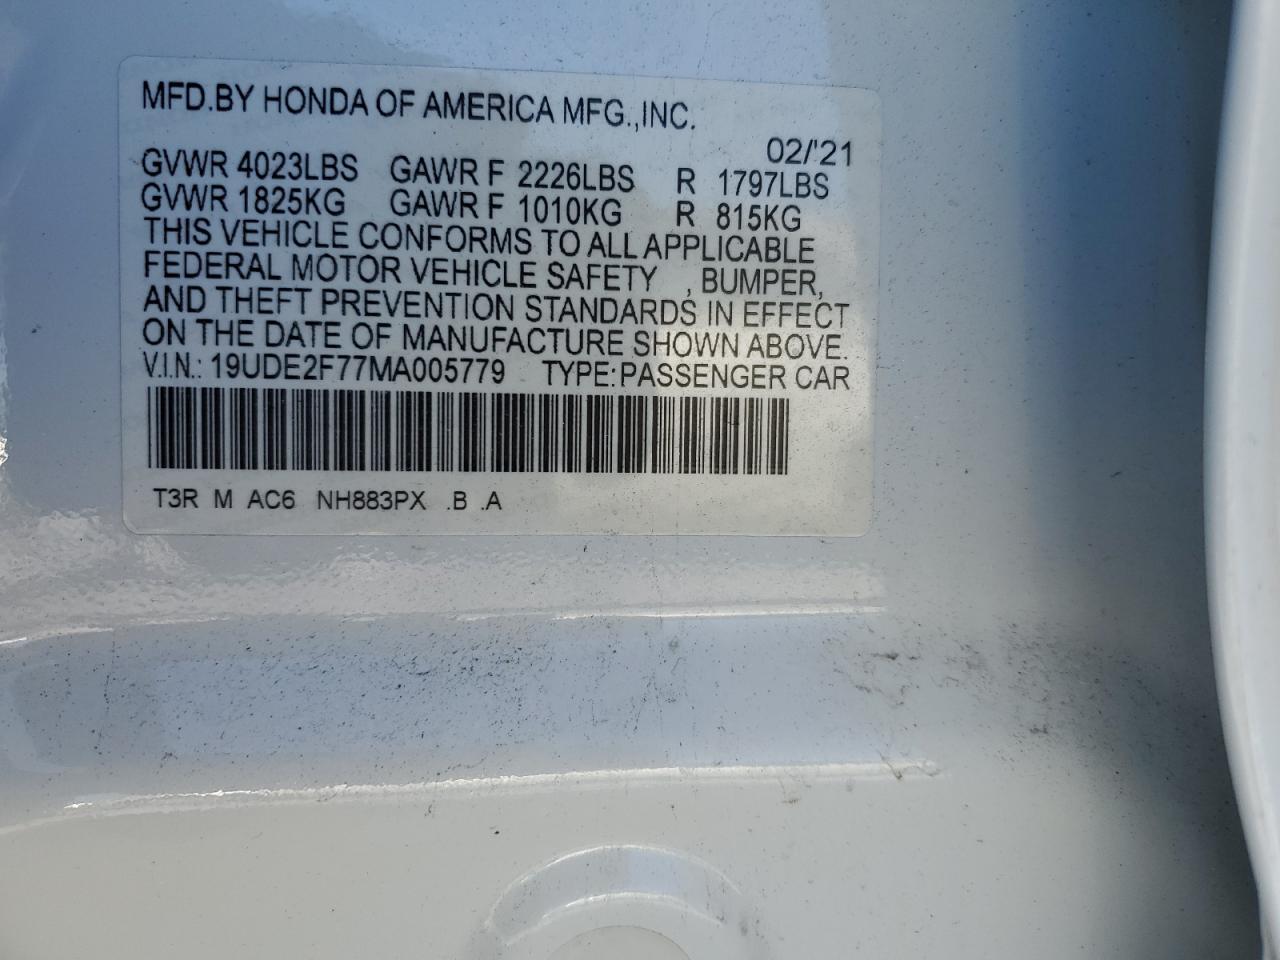 MFD.BY HONDA OF AMERICA MFG.,INC.
02/'21
GVWR 4023LBS GAWR F 2226LBS R 1797LBS
GVWR 1825KG GAWR F 1010KG R 815KG
THIS VEHICLE CONFORMS TO ALL APPLICABLE
FEDERAL MOTOR VEHICLE SAFETY , BUMPER,
AND THEFT PREVENTION STANDARDS IN EFFECT
ON THE DATE OF MANUFACTURE SHOWN ABOVE.
V.I.N.: 19UDE2F77MA005779 TYPE:PASSENGER CAR
T3R M AC6 NH883PX .B .A